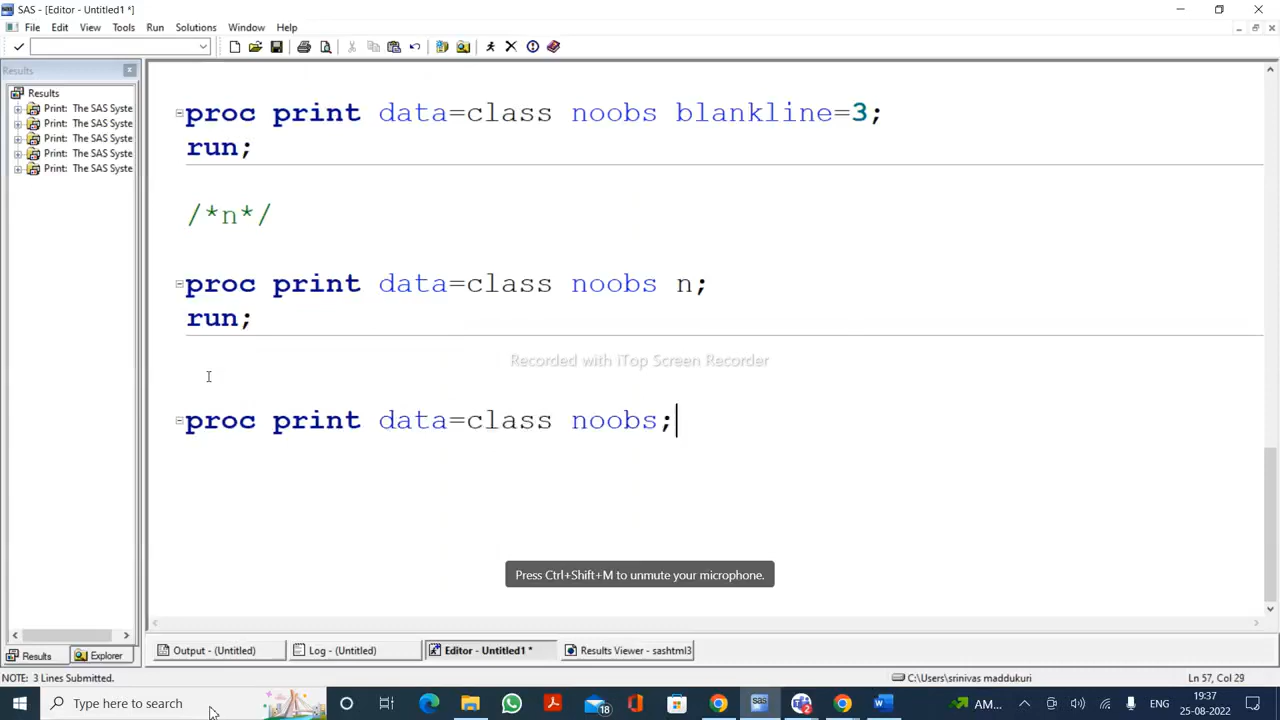 SAS - [Editor - Untitled1 *]
File Edit View Tools Run Solutions Window Help
Results
Results
Print: The SAS Syste
Print: The SAS Syste
Print: The SAS Syste
Print: The SAS Syste
Print: The SAS Syste
proc print data=class noobs blankline=3;
run;
/*n*/
proc print data=class noobs n;
run;
Recorded with iTop Screen Recorder
proc print data=class noobs;
Press Ctrl+Shift+M to unmute your microphone.
Results Explorer
Output - (Untitled) Log - (Untitled) Editor - Untitled1 * Results Viewer - sashtml3
NOTE: 3 Lines Submitted. C:\Users\srinivas maddukuri Ln 57, Col 29
Type here to search 18 AM... ENG 19:37
25-08-2022